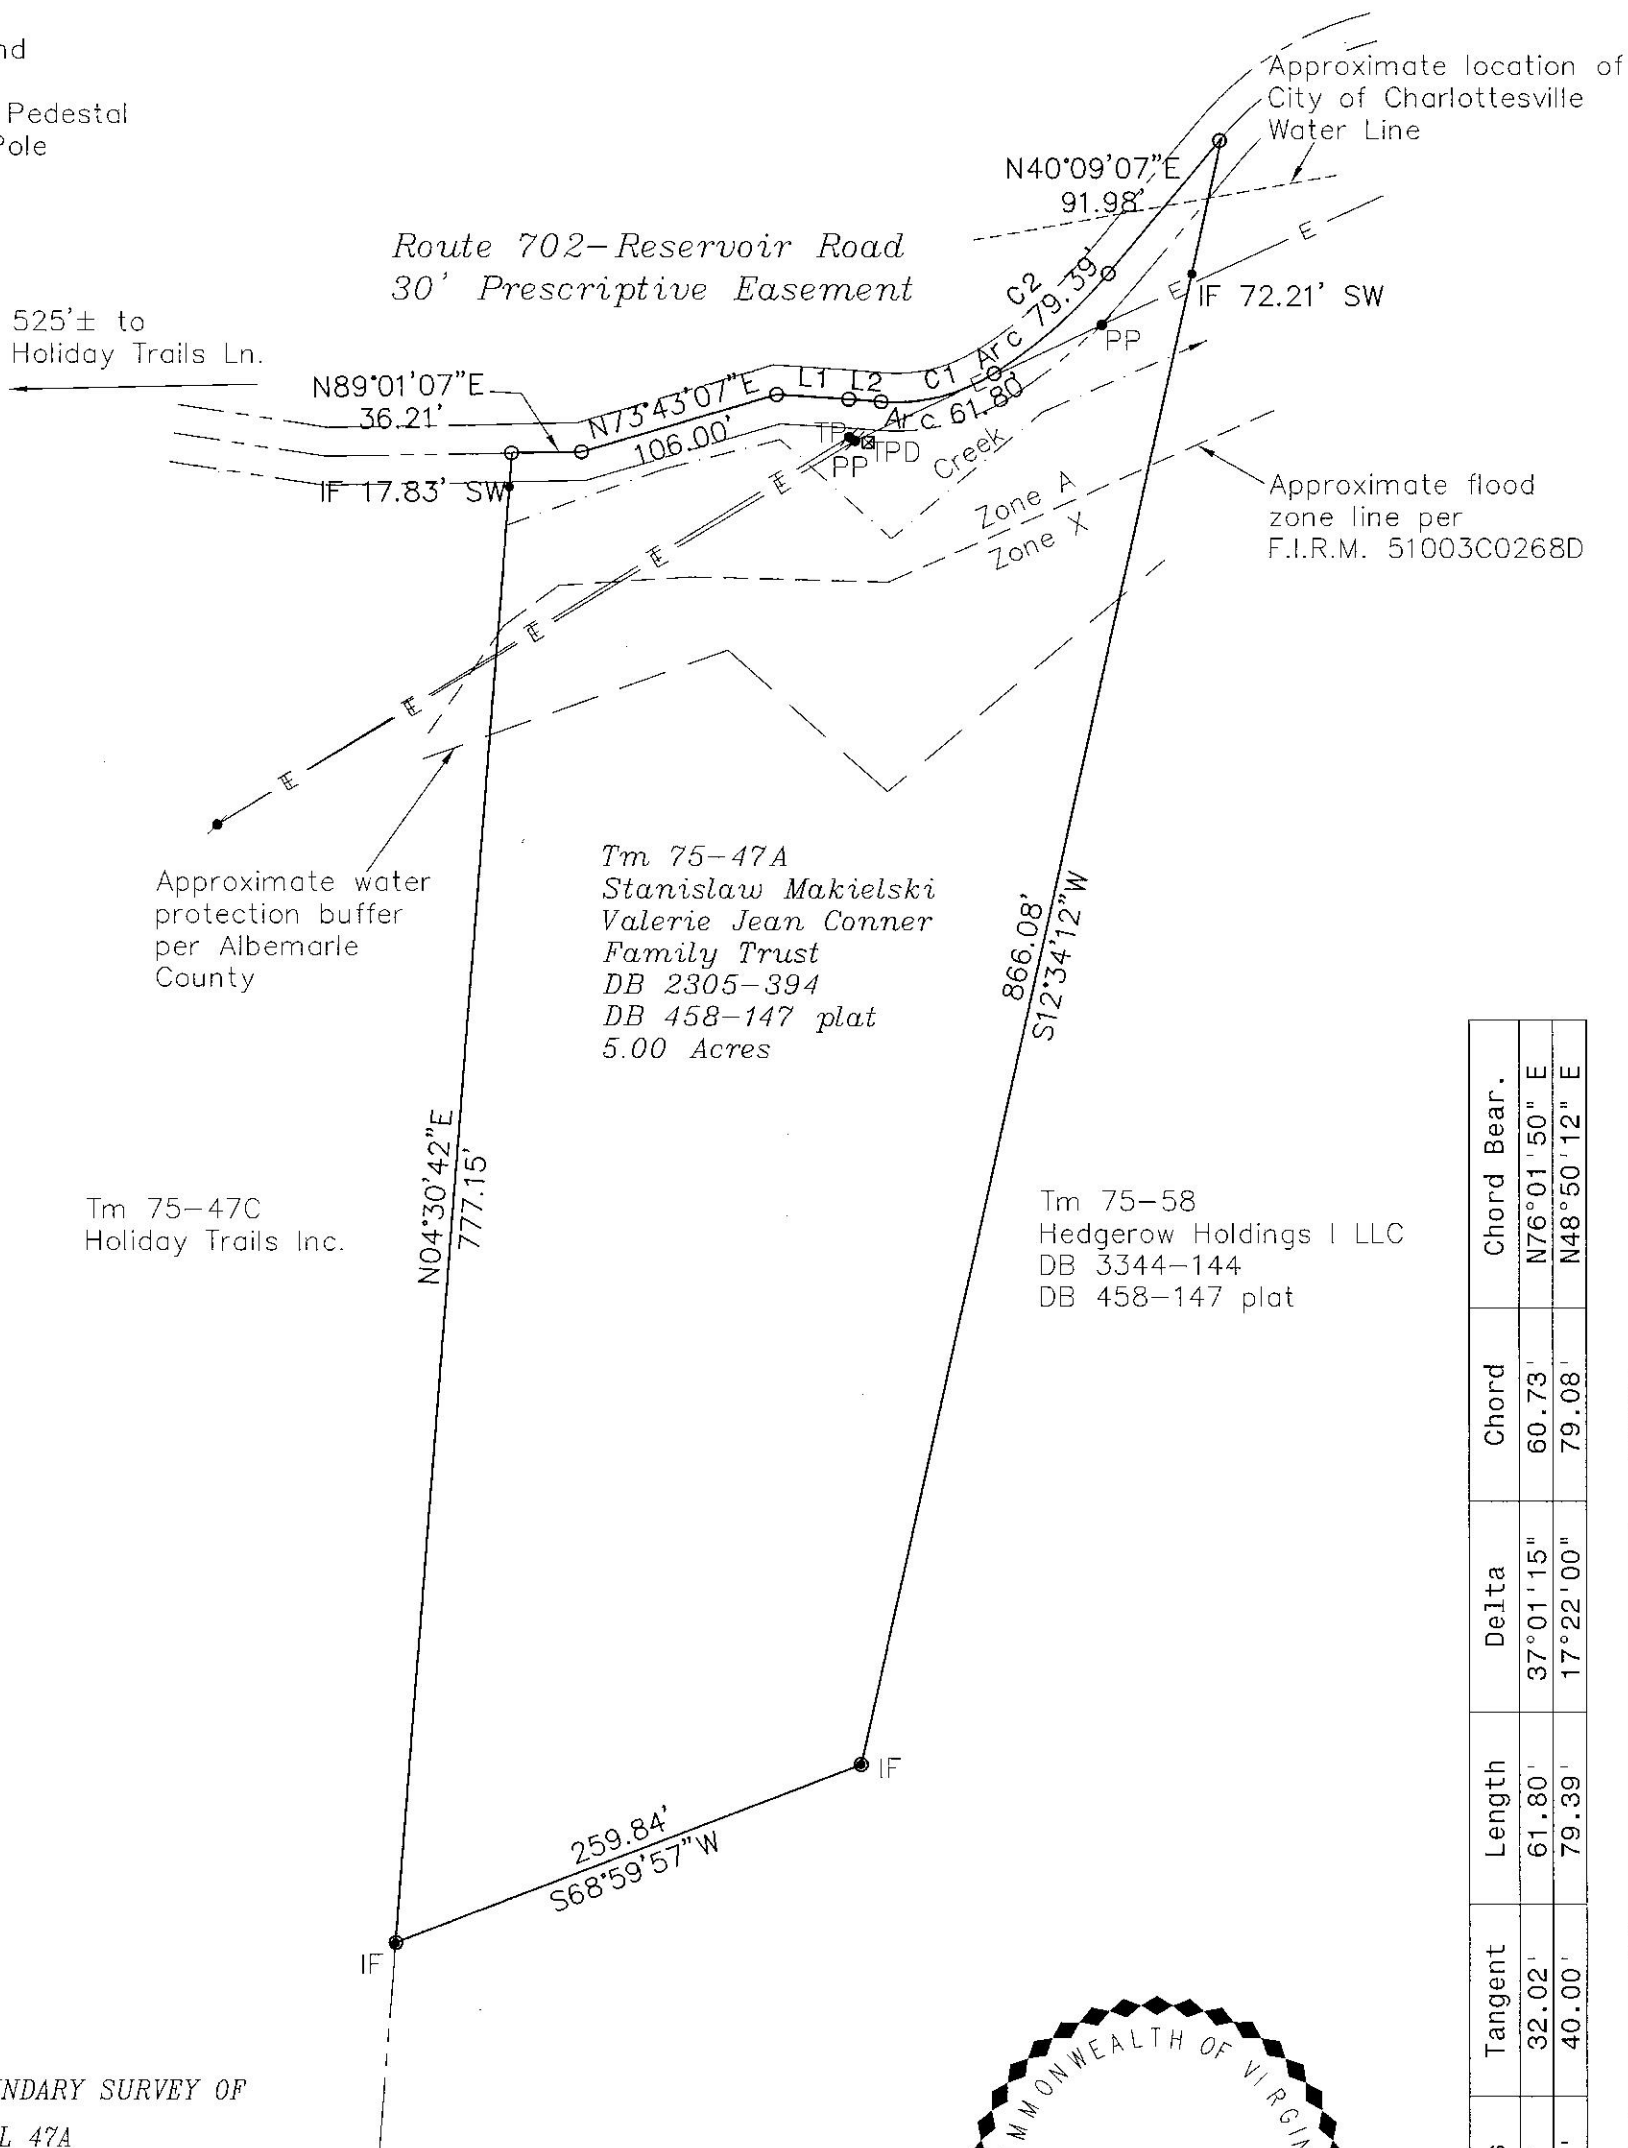 nd
Pedestal
Pole
Approximate location of
City of Charlottesville
Water Line
N40°09'07"E
91.98'
Route 702-Reservoir Road
30' Prescriptive Easement
525'± to
Holiday Trails Ln.
N89°01'07"E
36.21'
N73°43'07"E
106.00'
L1
L2
C1
Arc 61.80'
C2
Arc 79.39'
E
E
IF 72.21' SW
PP
E
TP
PP
TPD
Creek
IF 17.83' SW
E
E
E
E
E
Zone A
Zone X
Approximate flood
zone line per
F.I.R.M. 51003C0268D
Approximate water
protection buffer
per Albemarle
County
Tm 75-47A
Stanislaw Makielski
Valerie Jean Conner
Family Trust
DB 2305-394
DB 458-147 plat
5.00 Acres
866.08'
S12°34'12"W
N04°30'42"E
777.15'
Tm 75-47C
Holiday Trails Inc.
Tm 75-58
Hedgerow Holdings I LLC
DB 3344-144
DB 458-147 plat
IF
259.84'
S68°59'57"W
IF
Tangent Length Delta Chord Chord Bear.
32.02' 61.80' 37°01'15" 60.73' N76°01'50" E
40.00' 79.39' 17°22'00" 79.08' N48°50'12" E
NDARY SURVEY OF
L 47A
MMONWEALTH OF VIRGINI